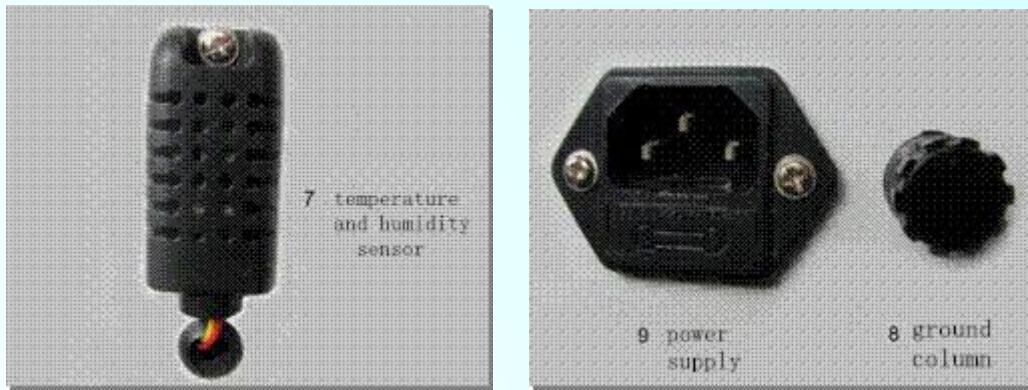 7 temperature
and humidity
sensor
9 power
supply
8 ground
column